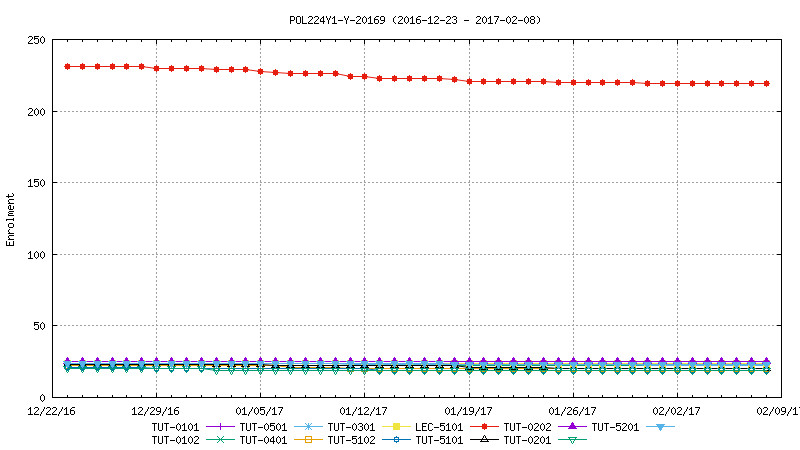 POL224Y1-Y-20169 (2016-12-23 - 2017-02-08)
250
200
150
100
50
0
Enrolment
12/22/16 12/29/16 01/05/17 01/12/17 01/19/17 01/26/17 02/02/17 02/09/17
TUT-0101 TUT-0501 TUT-0301 LEC-5101 TUT-0202 TUT-5201
TUT-0102 TUT-0401 TUT-5102 TUT-5101 TUT-0201